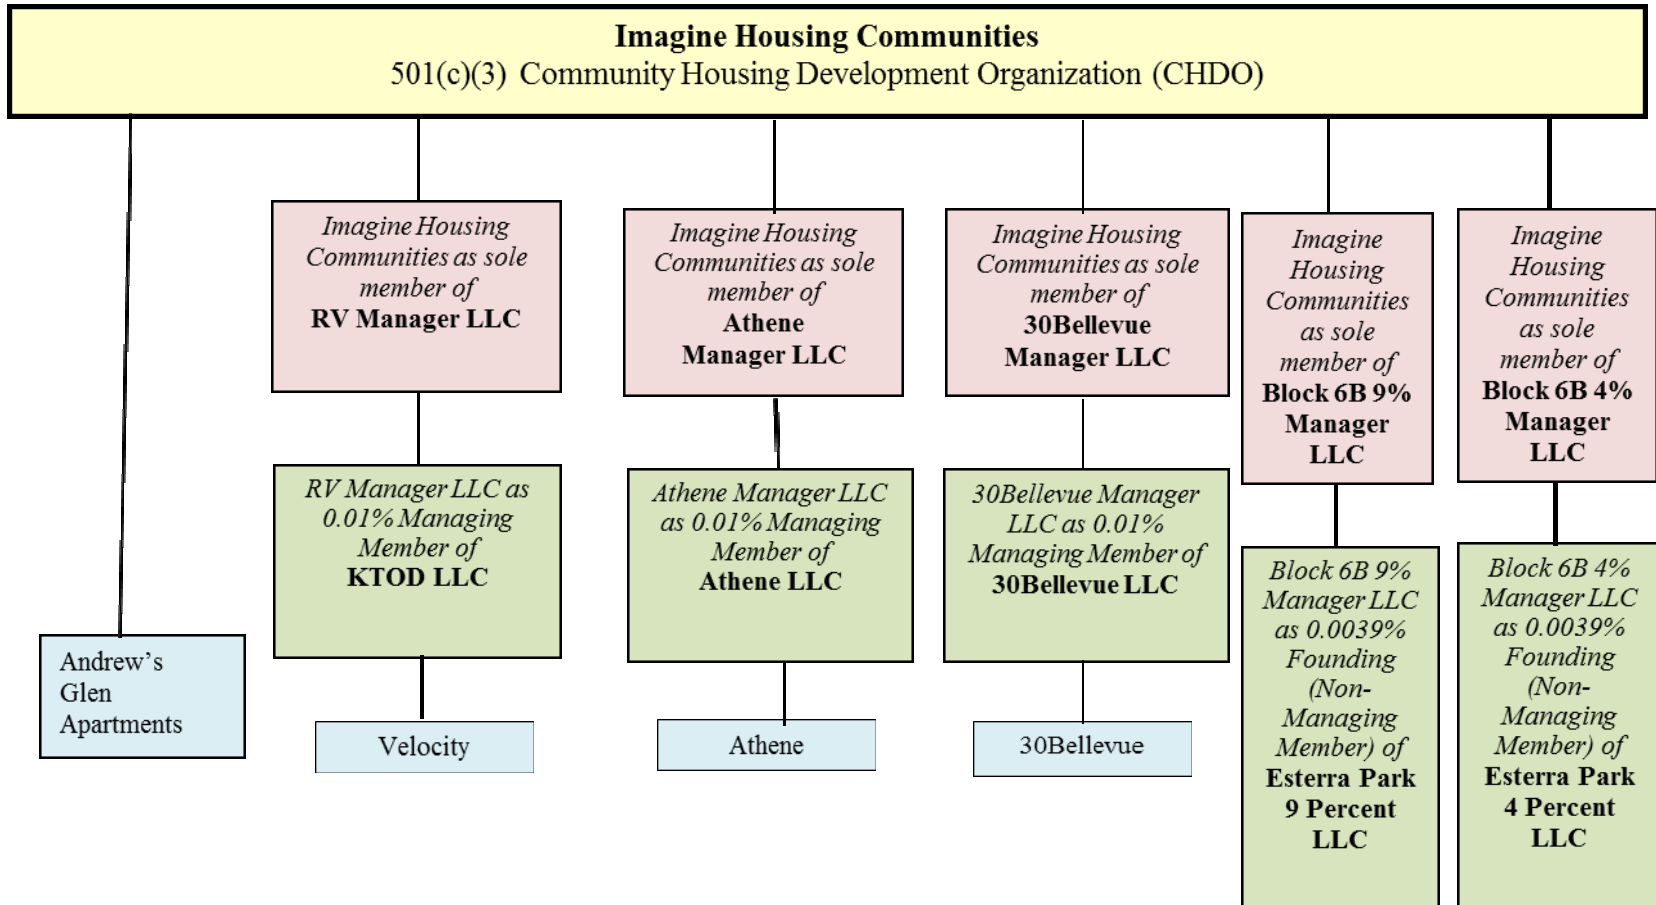 Imagine Housing Communities
501(c)(3) Community Housing Development Organization (CHDO)
Imagine Housing
Communities as sole
member of
RV Manager LLC
Imagine Housing
Communities as sole
member of
Athene
Manager LLC
Imagine Housing
Communities as sole
member of
30Bellevue
Manager LLC
Imagine
Housing
Communities
as sole
member of
Block 6B 9%
Manager
LLC
Imagine
Housing
Communities
as sole
member of
Block 6B 4%
Manager
LLC
RV Manager LLC as
0.01% Managing
Member of
KTOD LLC
Athene Manager LLC
as 0.01% Managing
Member of
Athene LLC
30Bellevue Manager
LLC as 0.01%
Managing Member of
30Bellevue LLC
Block 6B 9%
Manager LLC
as 0.0039%
Founding
(Non-
Managing
Member) of
Esterra Park
9 Percent
LLC
Block 6B 4%
Manager LLC
as 0.0039%
Founding
(Non-
Managing
Member) of
Esterra Park
4 Percent
LLC
Andrew’s
Glen
Apartments
Velocity
Athene
30Bellevue